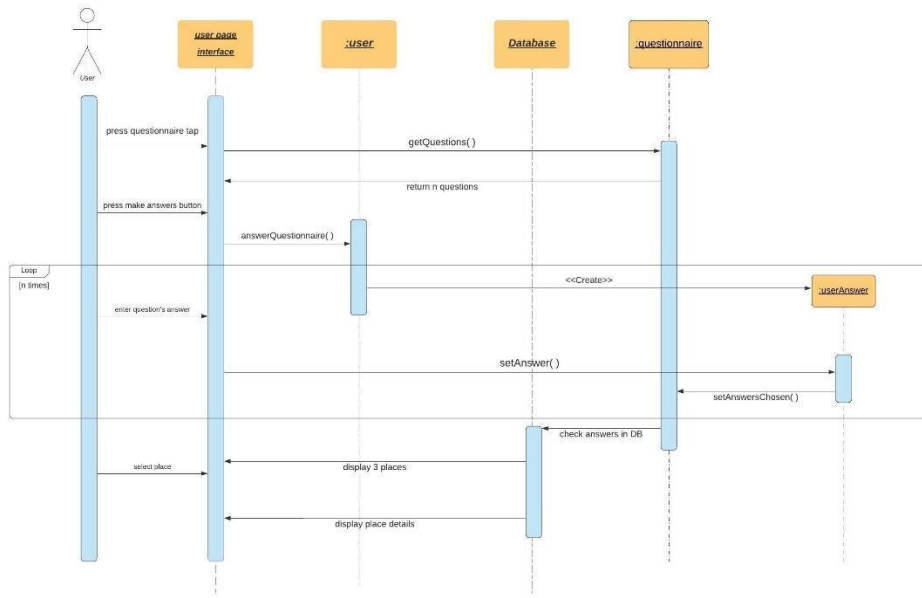 user page
interface
:user
Database
:questionnaire
User
press questionnaire tap
getQuestions( )
return n questions
press make answers button
answerQuestionnaire( )
Loop
[n times]
<<Create>>
:userAnswer
enter question's answer
setAnswer( )
setAnswersChosen( )
check answers in DB
select place
display 3 places
display place details